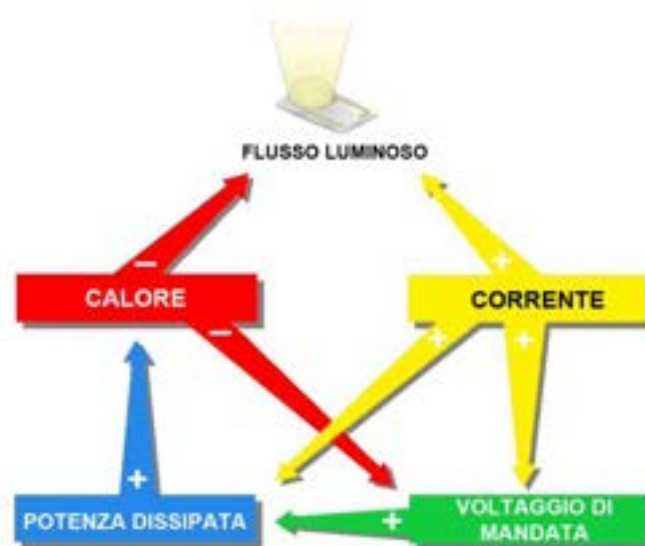 FLUSSO LUMINOSO
CALORE
CORRENTE
POTENZA DISSIPATA
VOLTAGGIO DI
MANDATA